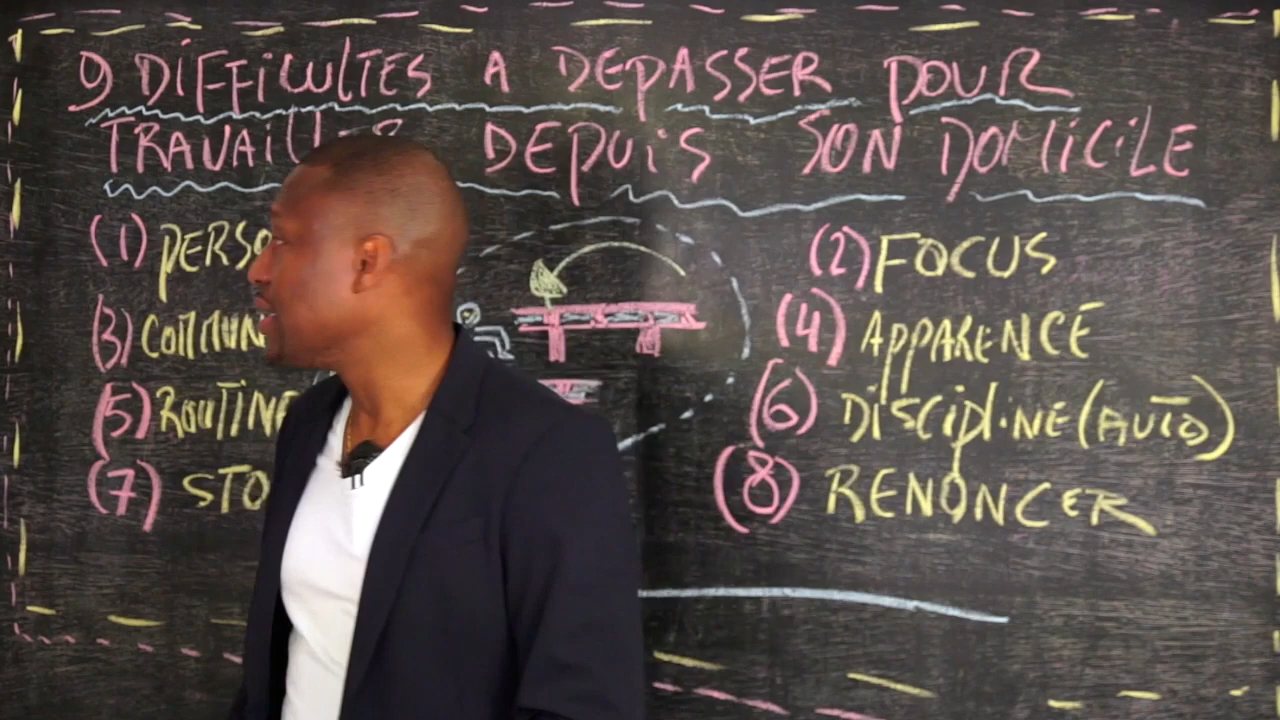 9 DIFFICULTES A DEPASSER POUR
DEPUIS SON DOMICILE
(1) (2) FOCUS
(3) (4) APPARENCE
(5) ROUTINE (6) DISCIPLINE (AUTO)
(7) (8) RENONCER